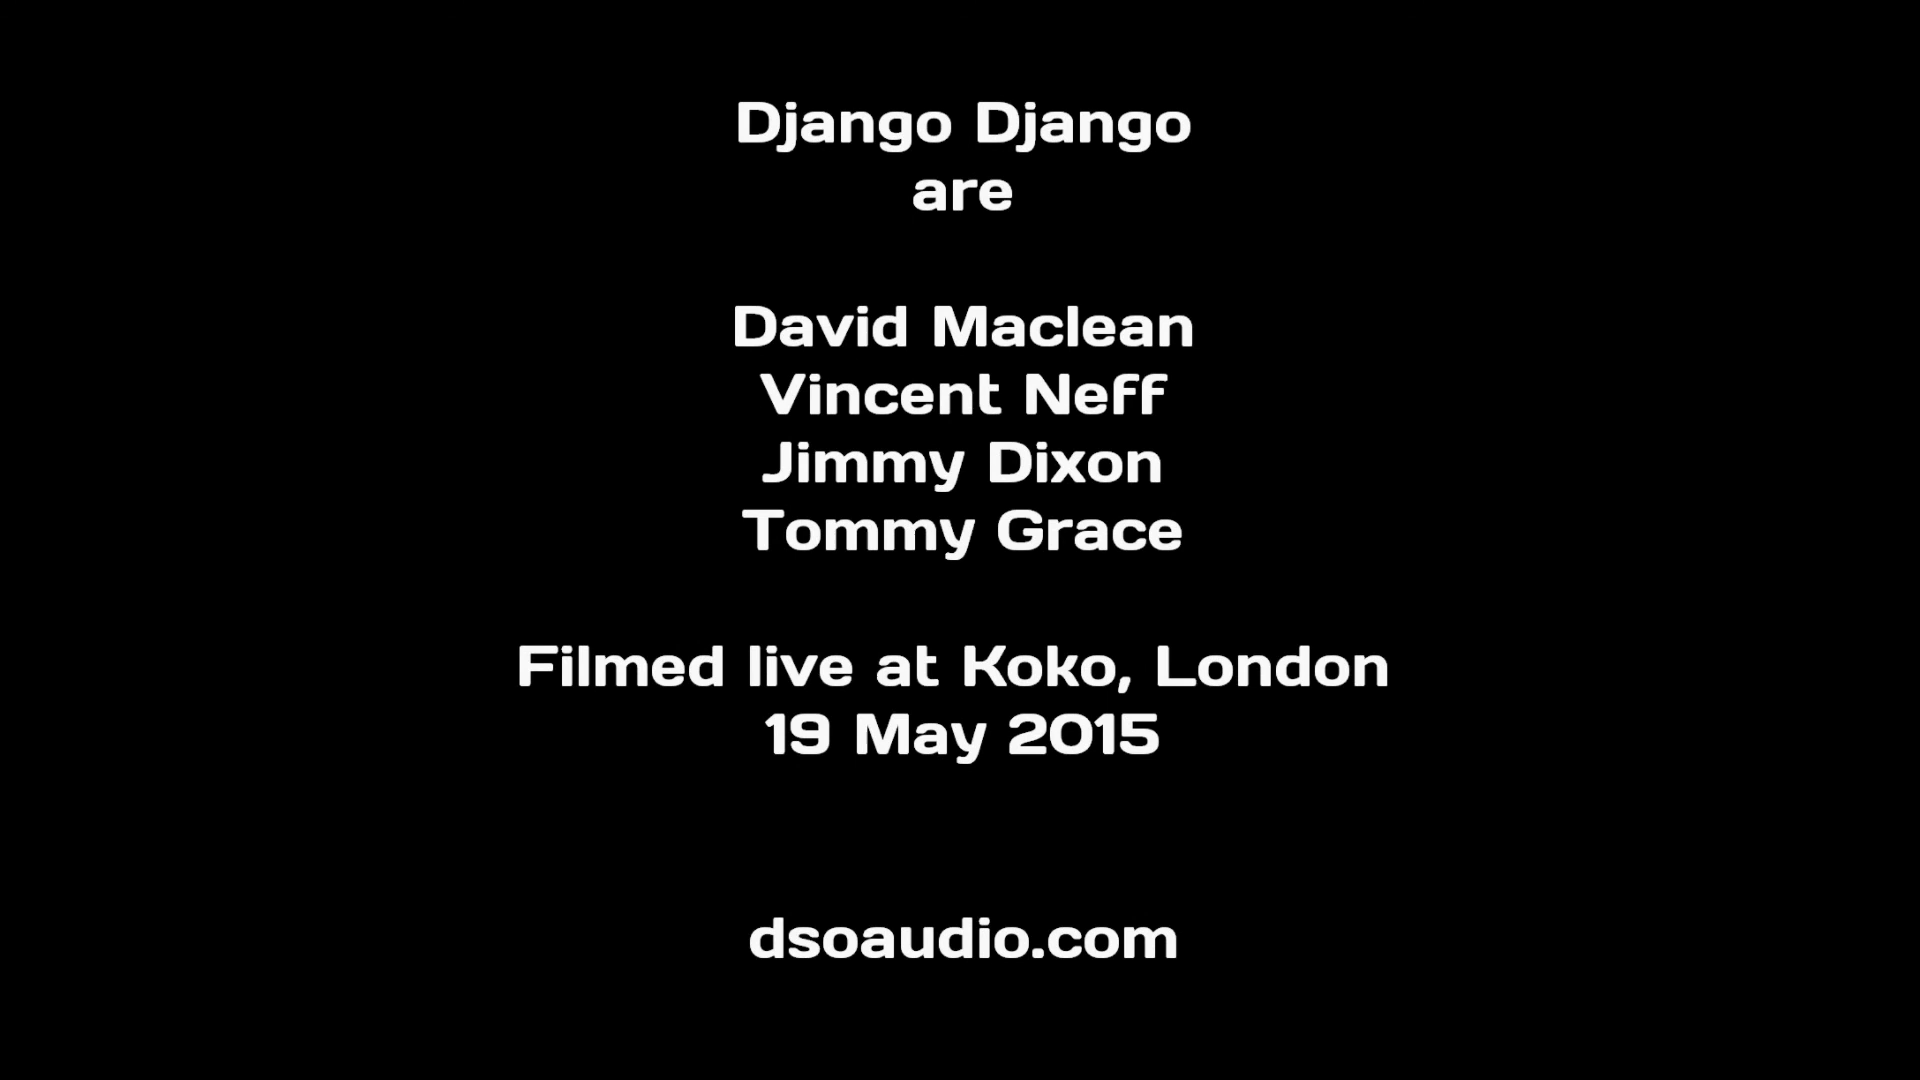 Django Django
are
David Maclean
Vincent Neff
Jimmy Dixon
Tommy Grace
Filmed live at Koko, London
19 May 2015
dsoaudio.com